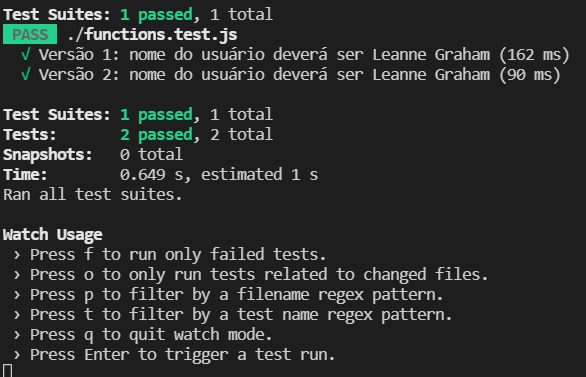 Test Suites: 1 passed, 1 total
PASS ./functions.test.js
√ Versão 1: nome do usuário deverá ser Leanne Graham (162 ms)
√ Versão 2: nome do usuário deverá ser Leanne Graham (90 ms)
Test Suites: 1 passed, 1 total
Tests: 2 passed, 2 total
Snapshots: 0 total
Time: 0.649 s, estimated 1 s
Ran all test suites.
Watch Usage
› Press f to run only failed tests.
› Press o to only run tests related to changed files.
› Press p to filter by a filename regex pattern.
› Press t to filter by a test name regex pattern.
› Press q to quit watch mode.
› Press Enter to trigger a test run.